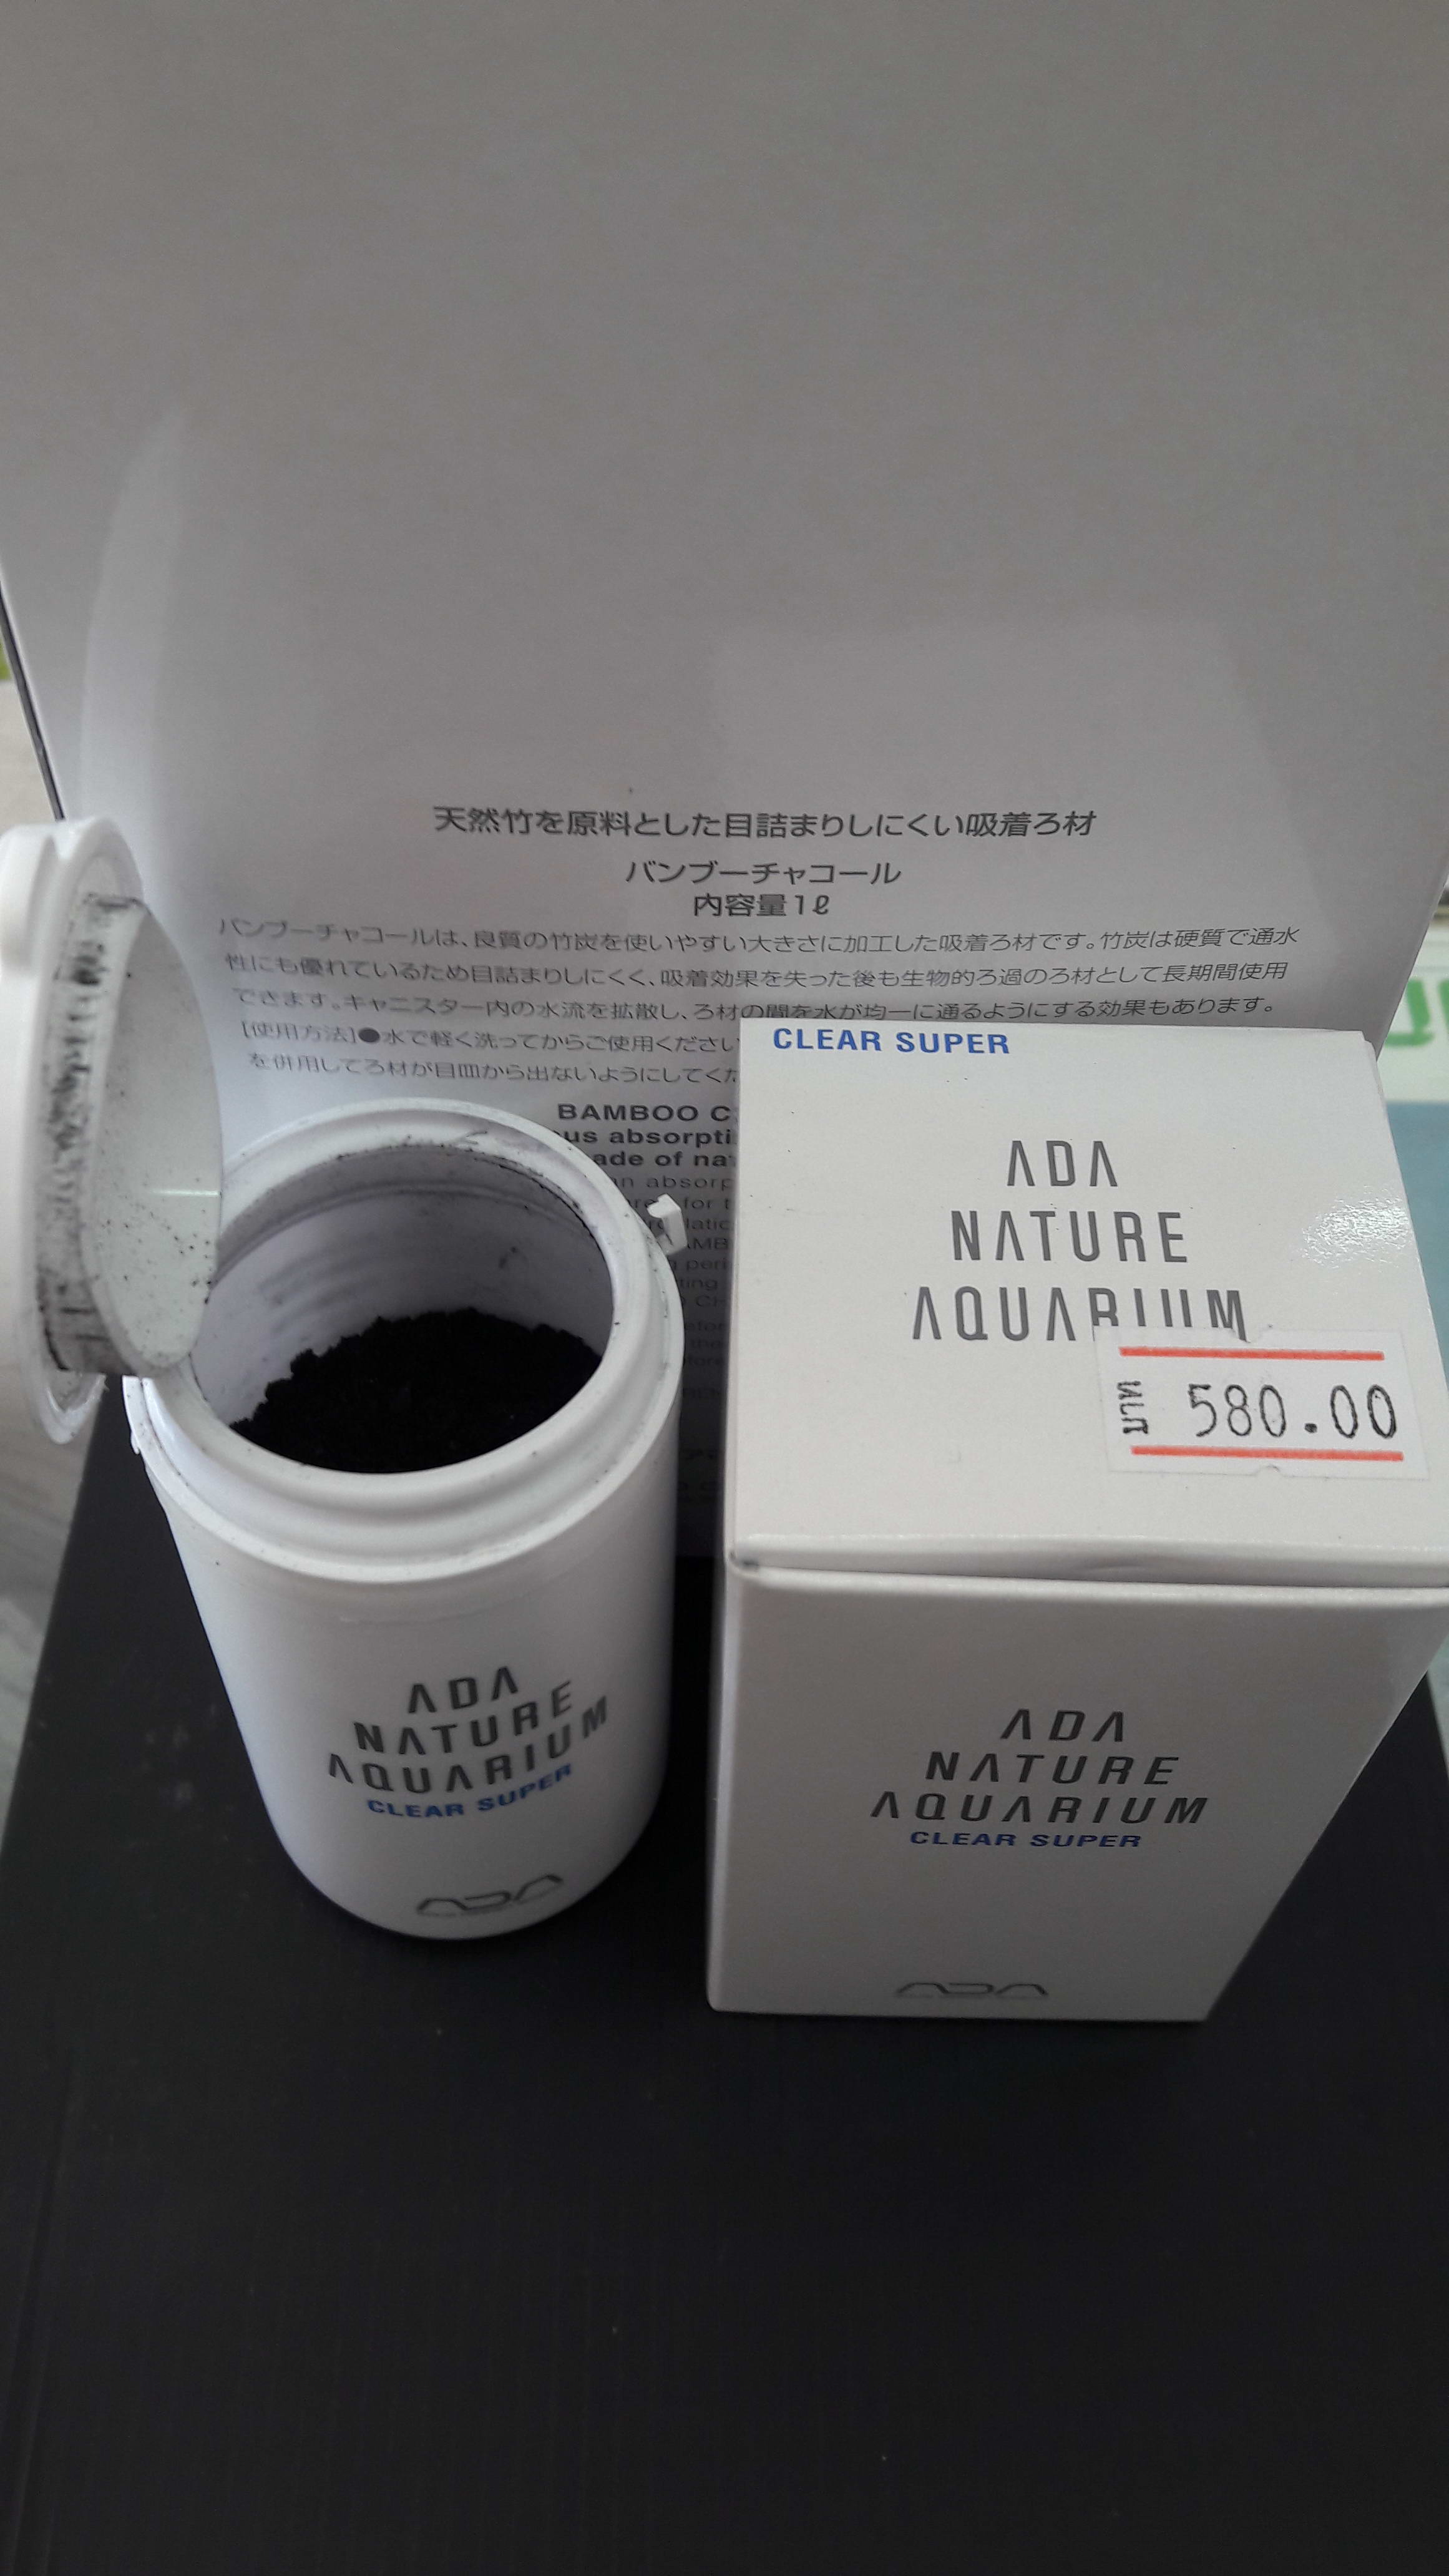 天然竹を原料とした目詰まりしにくい吸着ろ材
バンブーチャコール
内容量1ℓ
バンブーチャコールは、良質の竹炭を使いやすい大きさに加工した吸着ろ材です。竹炭は硬質で通水
性にも優れているため目詰まりしにくく、吸着効果を失った後も生物的ろ過のろ材として長期間使用
できます。キャニスター内の水流を拡散し、ろ材の間を水が均一に通るようにする効果もあります。
[使用方法]●水で軽く洗ってからご使用ください
を併用してろ材が目皿から出ないようにしてくだ
BAMBOO C
us absorpti
ade of na
n absorp
for t
CLEAR SUPER
ADA
NATURE
AQUARIUM
580.00
ADA
NATURE
AQUARIUM
CLEAR SUPER
ADA
ADA
NATURE
AQUARIUM
CLEAR SUPER
ADA